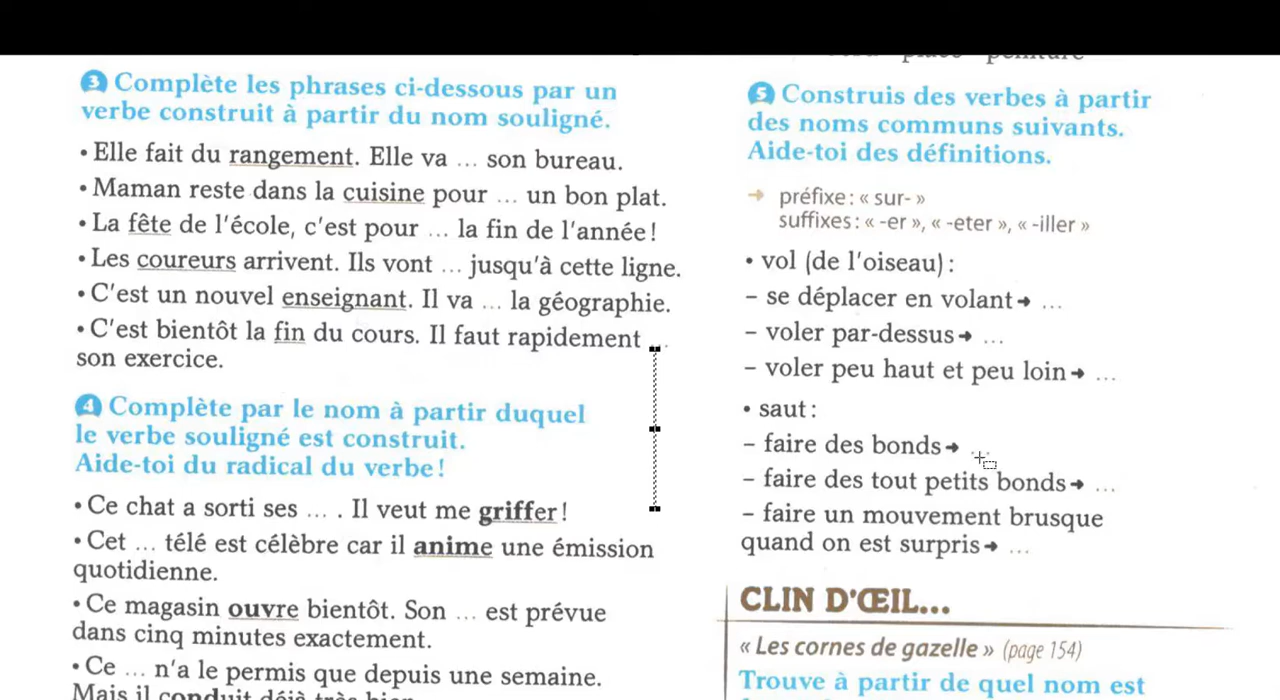 3 Complète les phrases ci-dessous par un
verbe construit à partir du nom souligné.
• Elle fait du rangement. Elle va ... son bureau.
• Maman reste dans la cuisine pour ... un bon plat.
• La fête de l'école, c'est pour ... la fin de l'année !
• Les coureurs arrivent. Ils vont ... jusqu'à cette ligne.
• C'est un nouvel enseignant. Il va ... la géographie.
• C'est bientôt la fin du cours. Il faut rapidement ...
son exercice.
4 Complète par le nom à partir duquel
le verbe souligné est construit.
Aide-toi du radical du verbe !
• Ce chat a sorti ses ... . Il veut me griffer !
• Cet ... télé est célèbre car il anime une émission
quotidienne.
• Ce magasin ouvre bientôt. Son ... est prévue
dans cinq minutes exactement.
• Ce ... n'a le permis que depuis une semaine.
Mais il conduit déjà très bien.
5 Construis des verbes à partir
des noms communs suivants.
Aide-toi des définitions.
→ préfixe : « sur- »
suffixes : « -er », « -eter », « -iller »
• vol (de l'oiseau) :
– se déplacer en volant → ...
– voler par-dessus → ...
– voler peu haut et peu loin → ...
• saut :
– faire des bonds → ...
– faire des tout petits bonds → ...
– faire un mouvement brusque
quand on est surpris → ...
CLIN D'ŒIL...
« Les cornes de gazelle » (page 154)
Trouve à partir de quel nom est